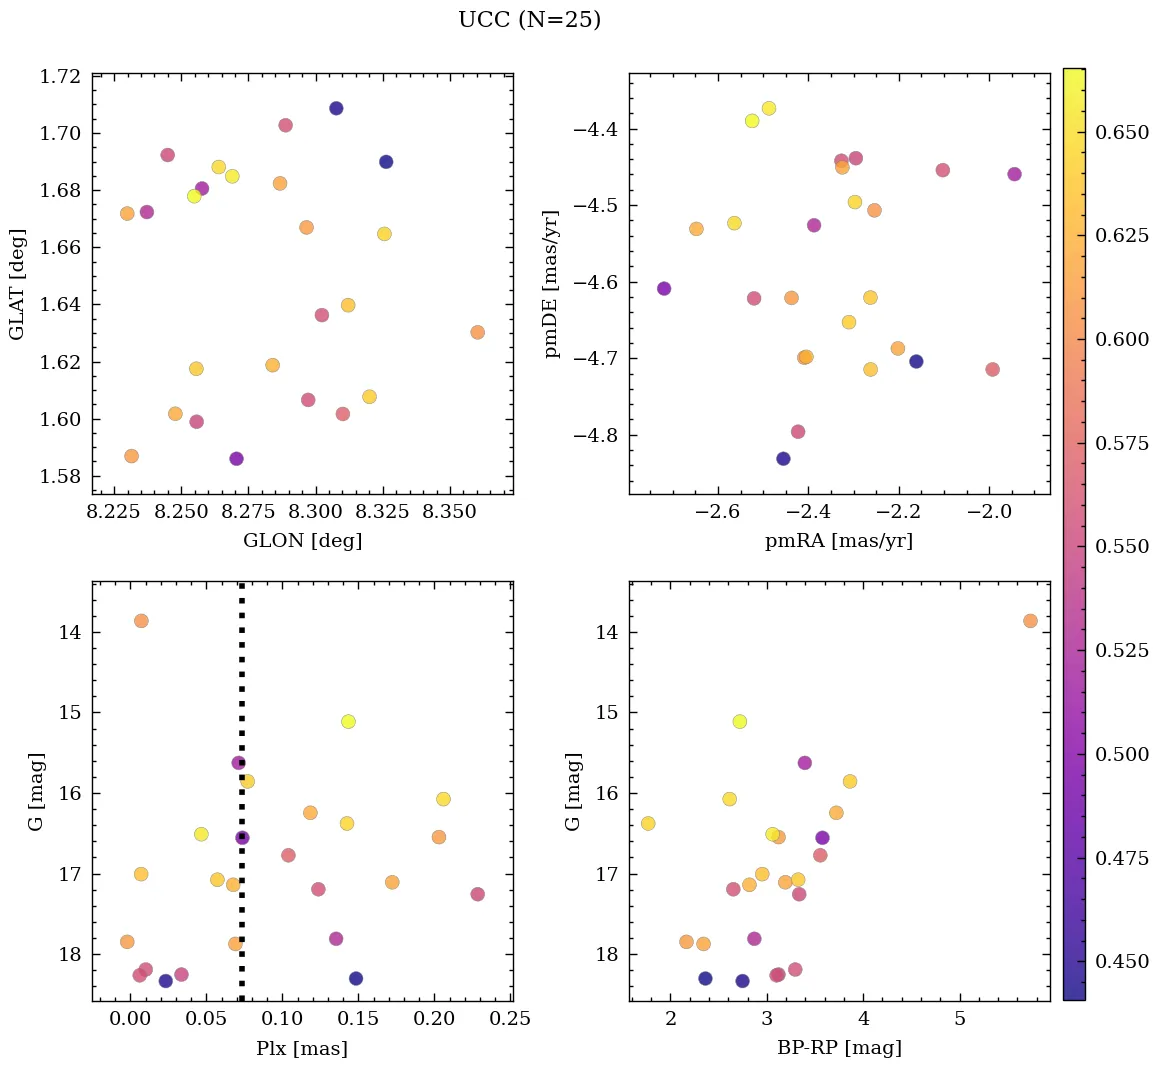 UCC (N=25)
1.72
1.70
1.68
1.66
1.64
1.62
1.60
1.58
GLAT [deg]
8.225 8.250 8.275 8.300 8.325 8.350
GLON [deg]
−4.4
−4.5
−4.6
−4.7
−4.8
pmDE [mas/yr]
−2.6 −2.4 −2.2 −2.0
pmRA [mas/yr]
14
15
16
17
18
G [mag]
0.00 0.05 0.10 0.15 0.20 0.25
Plx [mas]
14
15
16
17
18
G [mag]
2 3 4 5
BP-RP [mag]
0.650
0.625
0.600
0.575
0.550
0.525
0.500
0.475
0.450